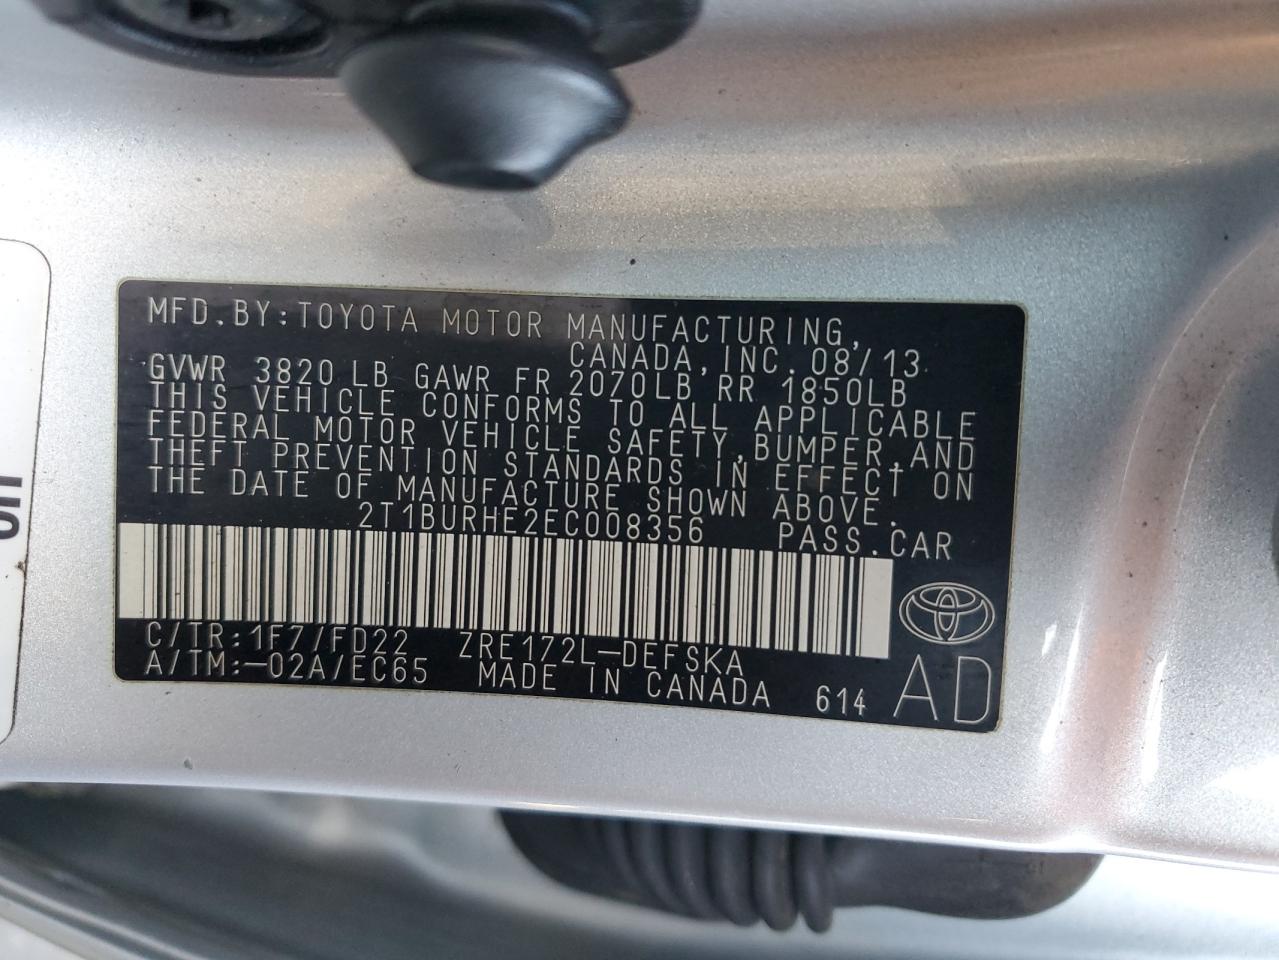 MFD.BY:TOYOTA MOTOR MANUFACTURING,
CANADA,INC. 08/13
GVWR 3820 LB GAWR FR 2070LB RR 1850LB
THIS VEHICLE CONFORMS TO ALL APPLICABLE
FEDERAL MOTOR VEHICLE SAFETY,BUMPER AND
THEFT PREVENTION STANDARDS IN EFFECT ON
THE DATE OF MANUFACTURE SHOWN ABOVE.
2T1BURHE2EC008356 PASS.CAR
C/TR:1F7/FD22 ZRE172L-DEFSKA
A/TM:-02A/EC65 MADE IN CANADA 614 AD